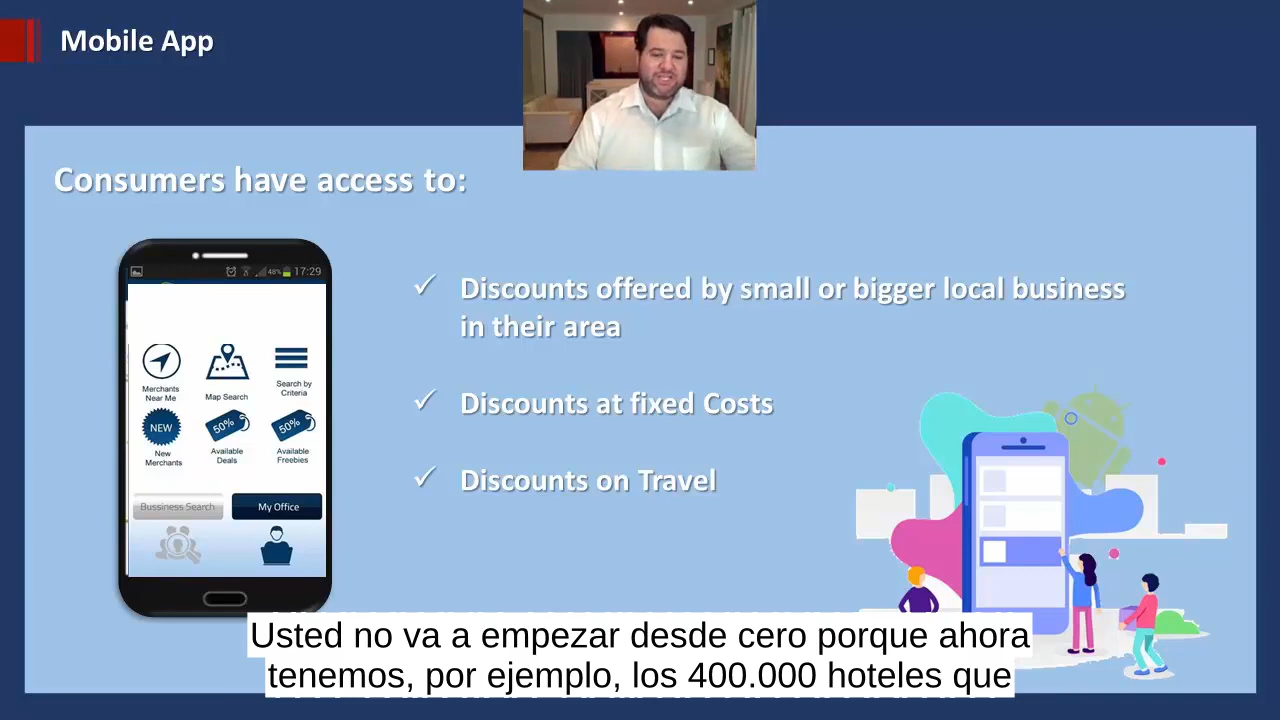 Mobile App
Consumers have access to:
48% 17:29
Merchants
Near Me
Map Search
Search by
Criteria
NEW
New
Merchants
50%
Available
Deals
50%
Available
Freebies
Bussiness Search
My Office
Discounts offered by small or bigger local business
in their area
Discounts at fixed Costs
Discounts on Travel
Usted no va a empezar desde cero porque ahora
tenemos, por ejemplo, los 400.000 hoteles que